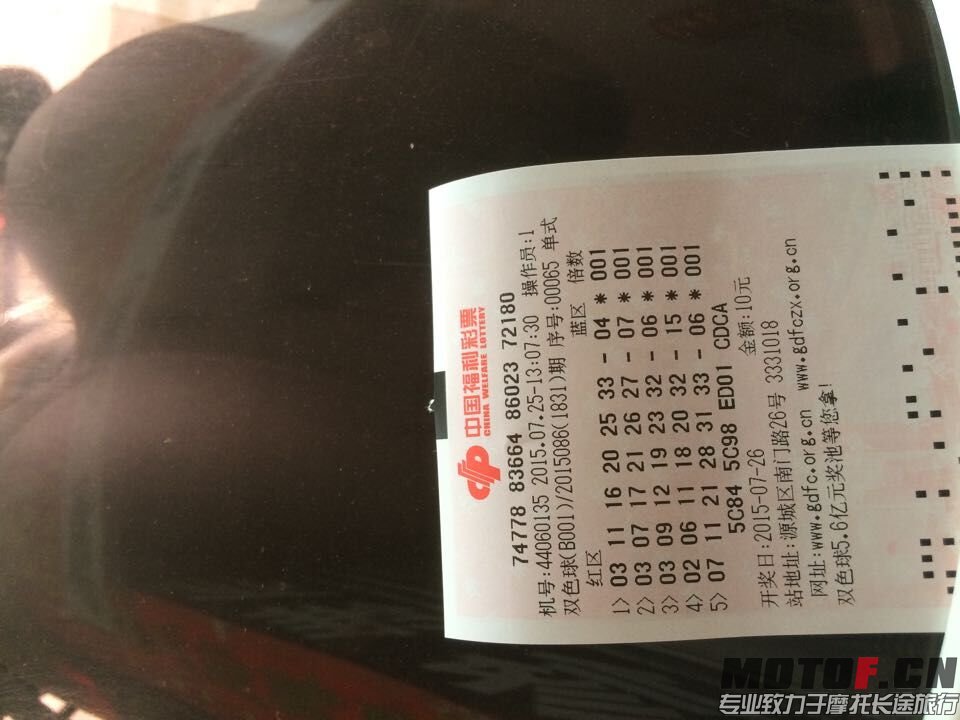 中国福利彩票
CHINA WELFARE LOTTERY
74778 83664 86023 72180
机号:44060135 2015.07.25-13:07:30 操作员:1
双色球(B001)/2015086(1831)期 序号:00065 单式
红区 蓝区 倍数
1> 03 11 16 20 25 33 - 04 * 001
2> 03 07 17 21 26 27 - 07 * 001
3> 03 09 12 19 23 32 - 06 * 001
4> 02 06 11 18 20 32 - 15 * 001
5> 07 11 21 28 31 33 - 06 * 001
5C84 5C98 ED01 CDCA
开奖日:2015-07-26 金额:10元
站地址:源城区南门路26号 3331018
网址:www.gdfc.org.cn www.gdfczx.org.cn
双色球5.6亿元奖池等您拿!
MOTOF.CN
专业致力于摩托长途旅行